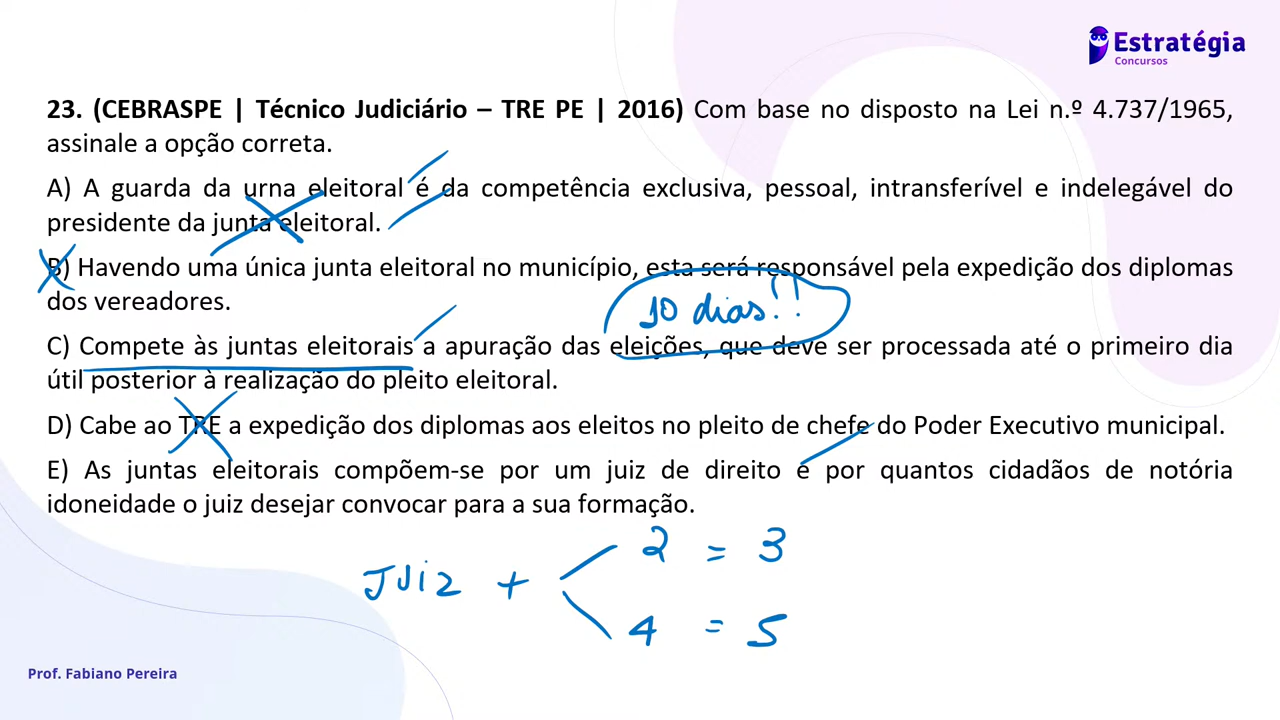 Estratégia
Concursos
23. (CEBRASPE | Técnico Judiciário – TRE PE | 2016) Com base no disposto na Lei n.º 4.737/1965,
assinale a opção correta.
A) A guarda da urna eleitoral é da competência exclusiva, pessoal, intransferível e indelegável do
presidente da junta eleitoral.
B) Havendo uma única junta eleitoral no município, esta será responsável pela expedição dos diplomas
dos vereadores.
10 dias!!
C) Compete às juntas eleitorais a apuração das eleições, que deve ser processada até o primeiro dia
útil posterior à realização do pleito eleitoral.
D) Cabe ao TRE a expedição dos diplomas aos eleitos no pleito de chefe do Poder Executivo municipal.
E) As juntas eleitorais compõem-se por um juiz de direito e por quantos cidadãos de notória
idoneidade o juiz desejar convocar para a sua formação.
2 = 3
Juiz +
4 = 5
Prof. Fabiano Pereira